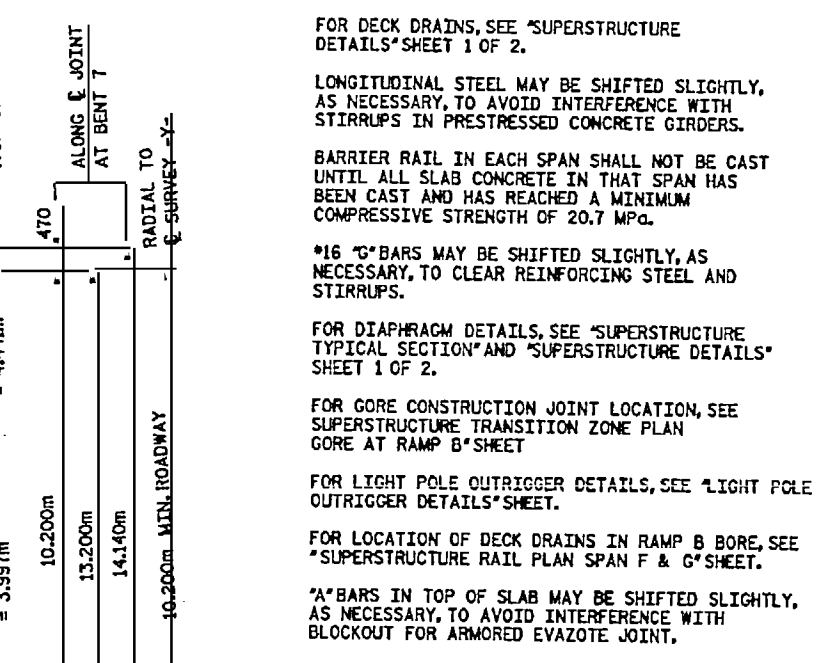 ALONG ℄ JOINT
AT BENT 7
RADIAL TO
℄ SURVEY -Y-
470
10.200m
13.200m
14.140m
10.200m MIN. ROADWAY
= 3.997m
FOR DECK DRAINS, SEE "SUPERSTRUCTURE
DETAILS" SHEET 1 OF 2.
LONGITUDINAL STEEL MAY BE SHIFTED SLIGHTLY,
AS NECESSARY, TO AVOID INTERFERENCE WITH
STIRRUPS IN PRESTRESSED CONCRETE GIRDERS.
BARRIER RAIL IN EACH SPAN SHALL NOT BE CAST
UNTIL ALL SLAB CONCRETE IN THAT SPAN HAS
BEEN CAST AND HAS REACHED A MINIMUM
COMPRESSIVE STRENGTH OF 20.7 MPa.
#16 "G" BARS MAY BE SHIFTED SLIGHTLY, AS
NECESSARY, TO CLEAR REINFORCING STEEL AND
STIRRUPS.
FOR DIAPHRAGM DETAILS, SEE "SUPERSTRUCTURE
TYPICAL SECTION" AND "SUPERSTRUCTURE DETAILS"
SHEET 1 OF 2.
FOR GORE CONSTRUCTION JOINT LOCATION, SEE
SUPERSTRUCTURE TRANSITION ZONE PLAN
GORE AT RAMP B" SHEET
FOR LIGHT POLE OUTRIGGER DETAILS, SEE "LIGHT POLE
OUTRIGGER DETAILS" SHEET.
FOR LOCATION OF DECK DRAINS IN RAMP B BORE, SEE
"SUPERSTRUCTURE RAIL PLAN SPAN F & G" SHEET.
"A" BARS IN TOP OF SLAB MAY BE SHIFTED SLIGHTLY,
AS NECESSARY, TO AVOID INTERFERENCE WITH
BLOCKOUT FOR ARMORED EVAZOTE JOINT.